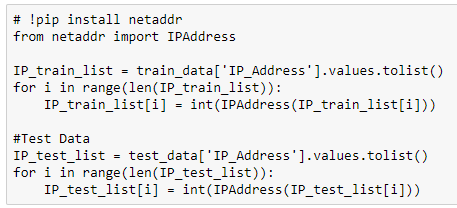 # !pip install netaddr
from netaddr import IPAddress
IP_train_list = train_data['IP_Address'].values.tolist()
for i in range(len(IP_train_list)):
    IP_train_list[i] = int(IPAddress(IP_train_list[i]))
#Test Data
IP_test_list = test_data['IP_Address'].values.tolist()
for i in range(len(IP_test_list)):
    IP_test_list[i] = int(IPAddress(IP_test_list[i]))